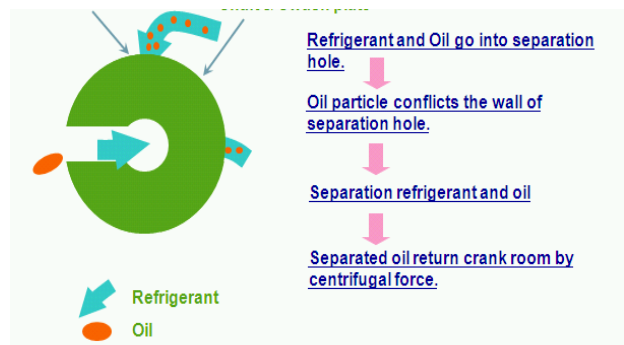 Refrigerant and Oil go into separation
hole.
Oil particle conflicts the wall of
separation hole.
Separation refrigerant and oil
Separated oil return crank room by
centrifugal force.
Refrigerant
Oil